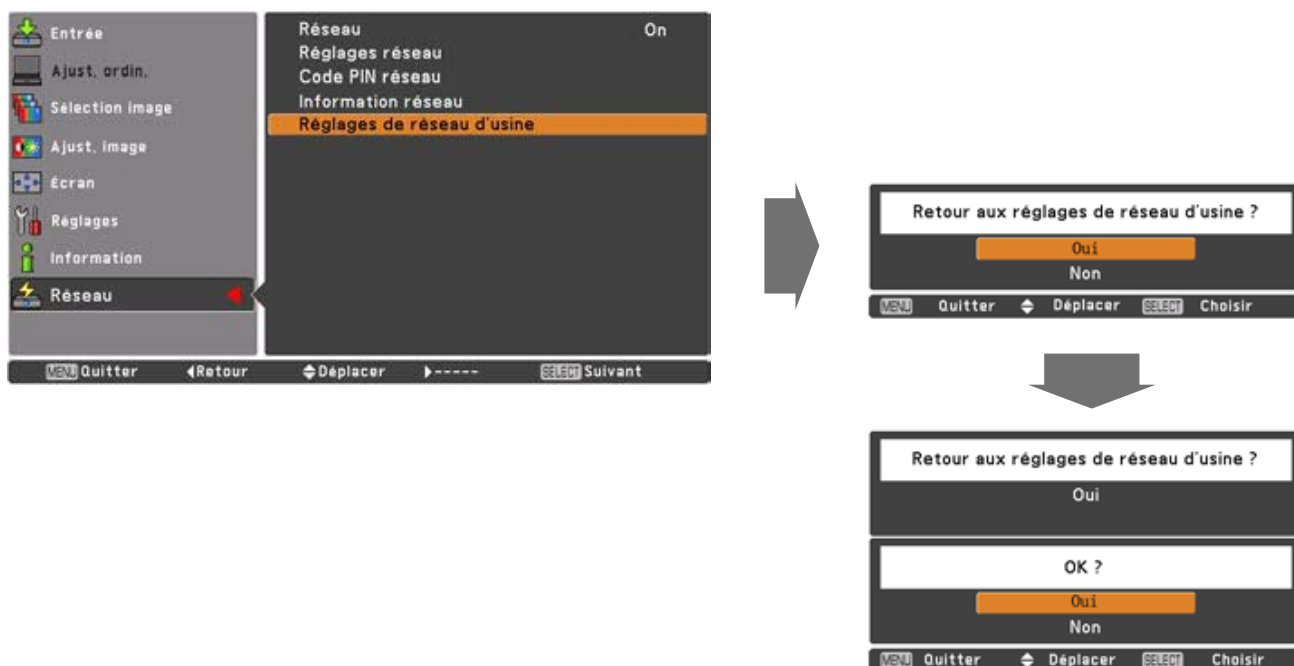 Entrée
Ajust. ordin.
Sélection image
Ajust. image
Écran
Réglages
Information
Réseau
Réseau On
Réglages réseau
Code PIN réseau
Information réseau
Réglages de réseau d'usine
MENU Quitter ◀Retour Déplacer ▶----- SELECT Suivant
Retour aux réglages de réseau d'usine ?
Oui
Non
MENU Quitter Déplacer SELECT Choisir
Retour aux réglages de réseau d'usine ?
Oui
OK ?
Oui
Non
MENU Quitter Déplacer SELECT Choisir